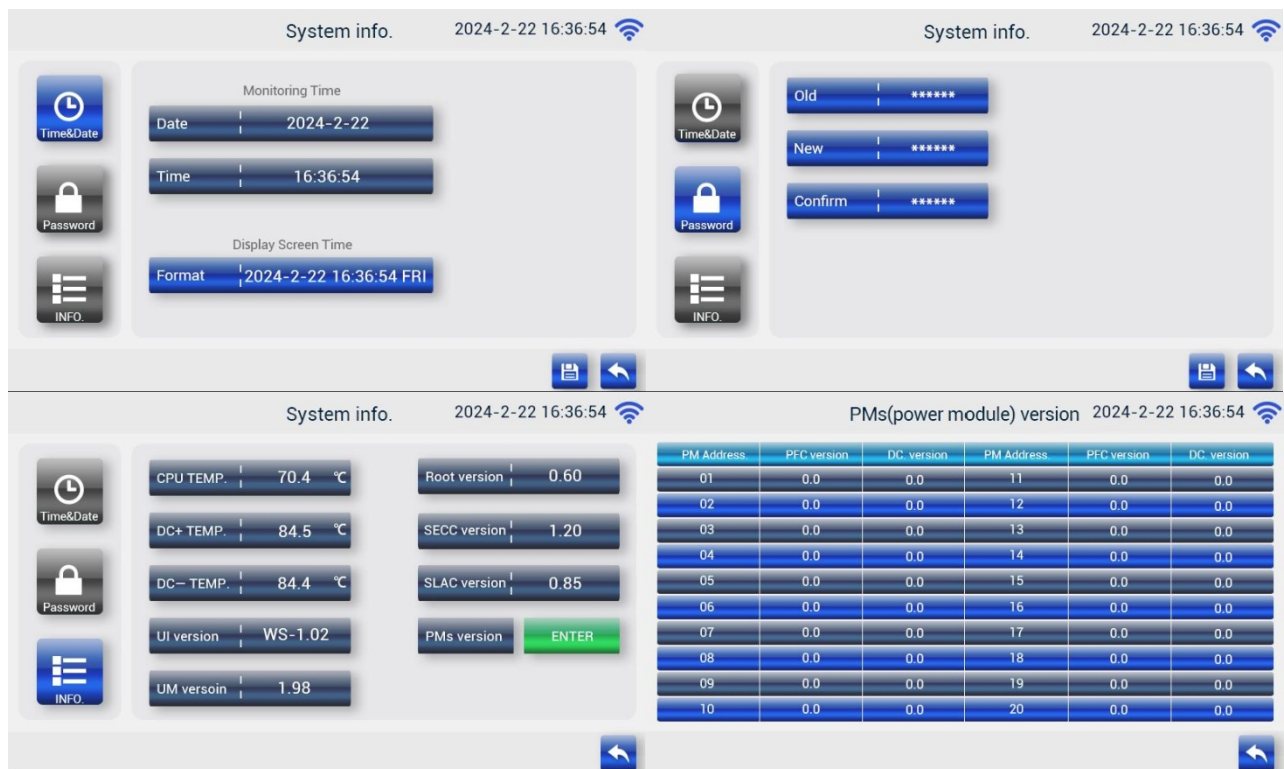 System info. 2024-2-22 16:36:54
Time&Date
Password
INFO.
Monitoring Time
Date 2024-2-22
Time 16:36:54
Display Screen Time
Format 2024-2-22 16:36:54 FRI
System info. 2024-2-22 16:36:54
Time&Date
Password
INFO.
Old ******
New ******
Confirm ******
System info. 2024-2-22 16:36:54
Time&Date
Password
INFO.
CPU TEMP. 70.4 ℃
DC+ TEMP. 84.5 ℃
DC— TEMP. 84.4 ℃
UI version WS-1.02
UM versoin 1.98
Root version 0.60
SECC version 1.20
SLAC version 0.85
PMs version ENTER
PMs(power module) version 2024-2-22 16:36:54
PM Address PFC version DC. version PM Address PFC version DC. version
01 0.0 0.0 11 0.0 0.0
02 0.0 0.0 12 0.0 0.0
03 0.0 0.0 13 0.0 0.0
04 0.0 0.0 14 0.0 0.0
05 0.0 0.0 15 0.0 0.0
06 0.0 0.0 16 0.0 0.0
07 0.0 0.0 17 0.0 0.0
08 0.0 0.0 18 0.0 0.0
09 0.0 0.0 19 0.0 0.0
10 0.0 0.0 20 0.0 0.0